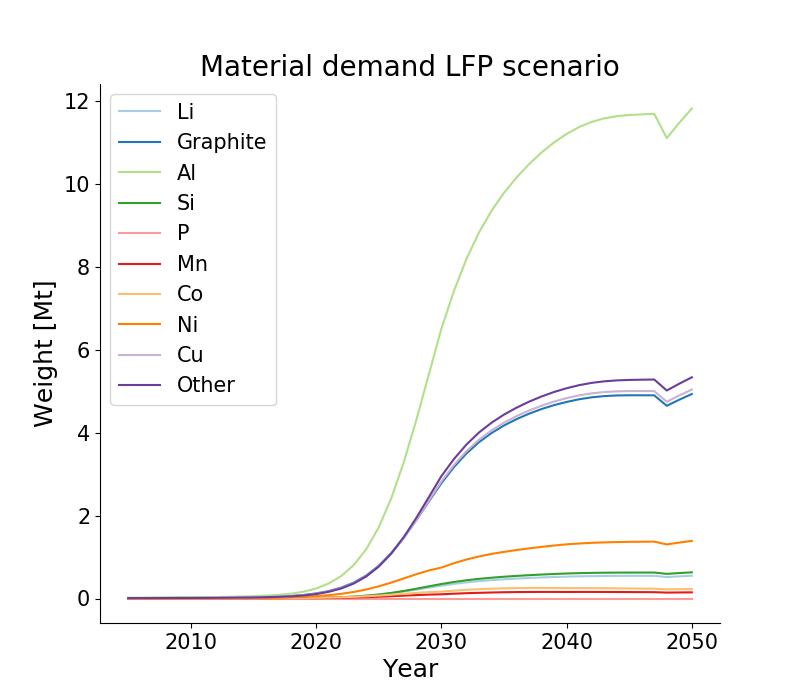 Material demand LFP scenario
Li
Graphite
Al
Si
P
Mn
Co
Ni
Cu
Other
12
10
8
6
4
2
0
Weight [Mt]
2010 2020 2030 2040 2050
Year